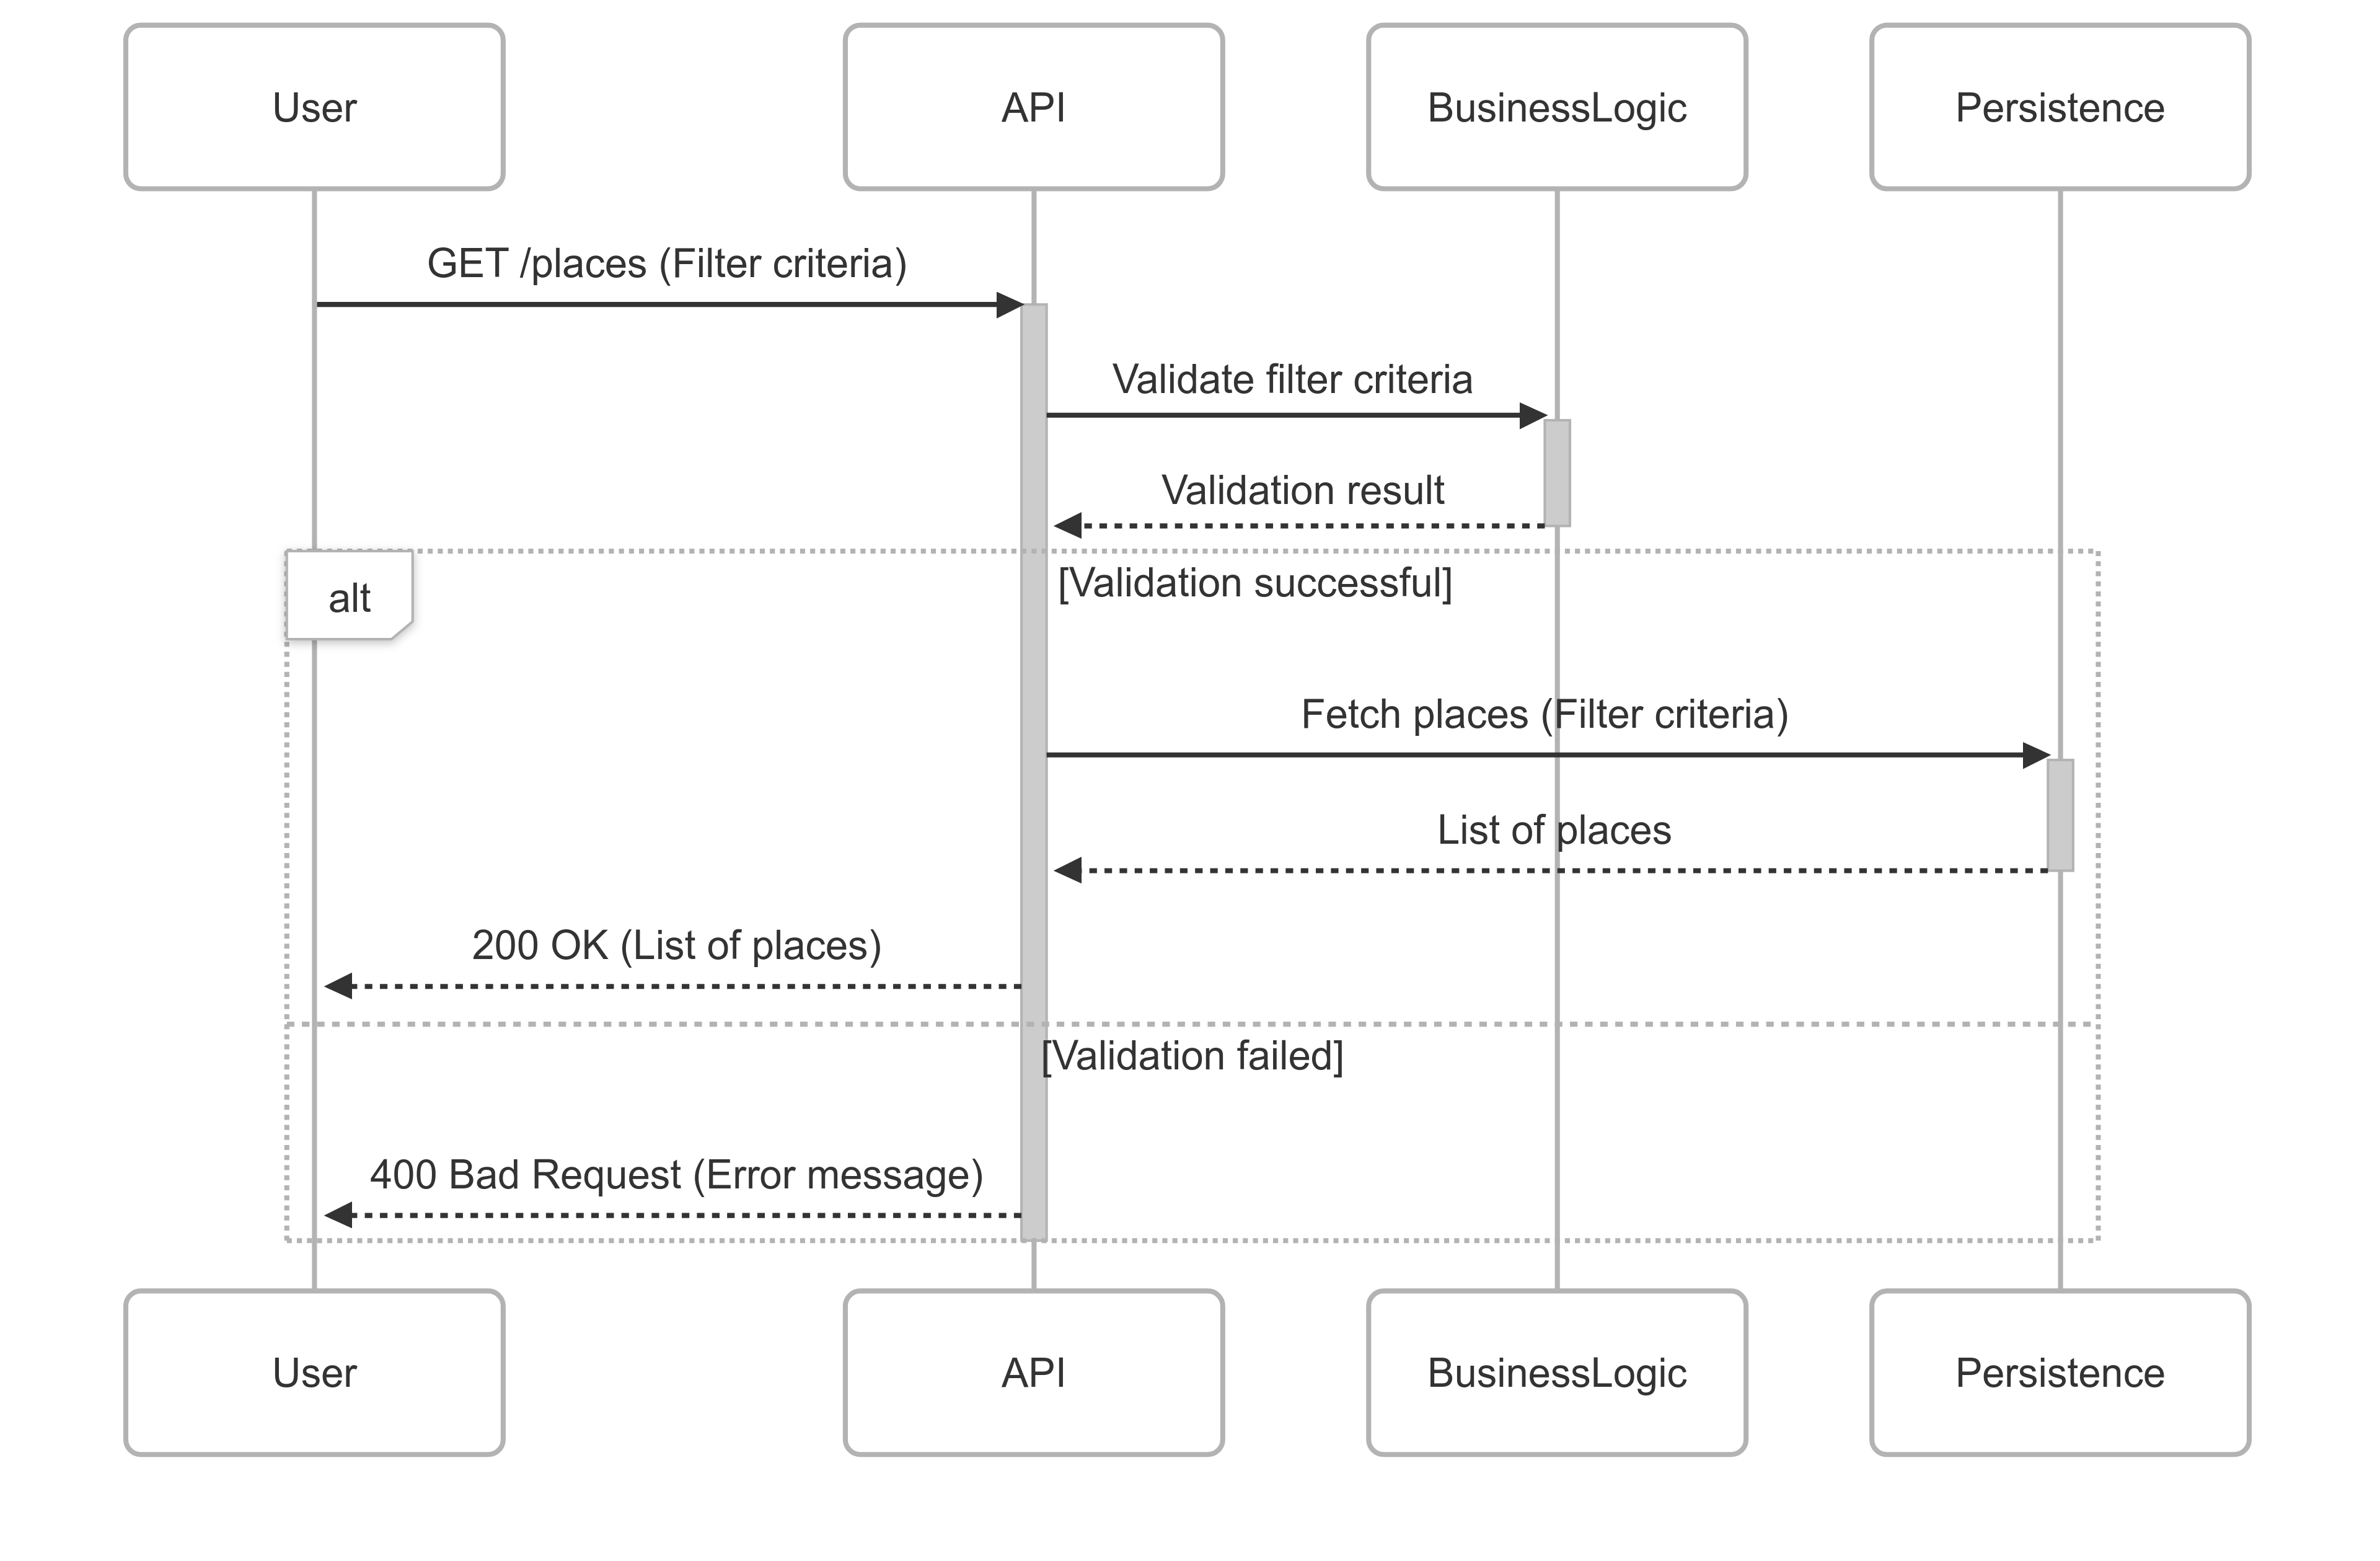 User
API
BusinessLogic
Persistence
GET /places (Filter criteria)
Validate filter criteria
Validation result
alt
[Validation successful]
Fetch places (Filter criteria)
List of places
200 OK (List of places)
[Validation failed]
400 Bad Request (Error message)
User
API
BusinessLogic
Persistence